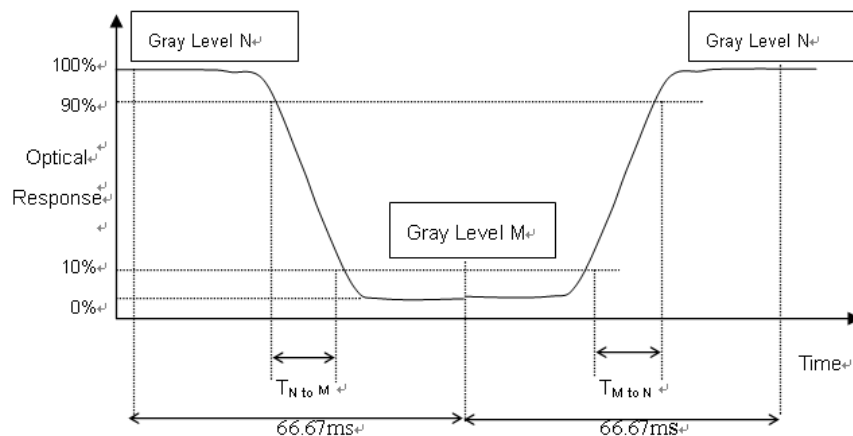 Gray Level N↵
Gray Level N↵
100%↵
90%↵
Optical↵
↵
Response↵
↵
Gray Level M↵
10%↵
0%↵
Time↵
T N to M ↵
T M to N ↵
66.67ms↵
66.67ms↵